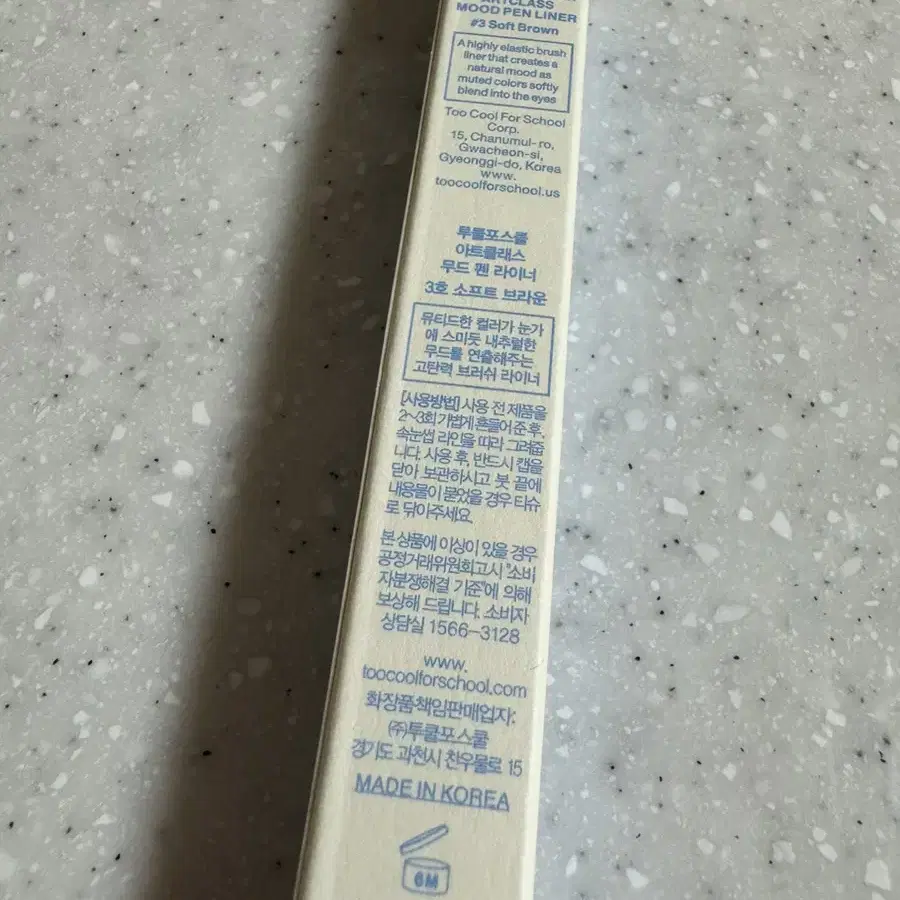 ARTCLASS
MOOD PEN LINER
#3 Soft Brown
A highly elastic brush
liner that creates a
natural mood as
muted colors softly
blend into the eyes
Too Cool For School
Corp.
15, Chanumul-ro,
Gwacheon-si,
Gyeonggi-do, Korea
www.
toocoolforschool.us
투쿨포스쿨
아트클래스
무드 펜 라이너
3호 소프트 브라운
뮤티드한 컬러가 눈가
에 스미듯 내추럴한
무드를 연출해주는
고탄력 브러쉬 라이너
[사용방법] 사용 전 제품을
2~3회 가볍게 흔들어 준 후,
속눈썹 라인을 따라 그려줍
니다. 사용 후, 반드시 캡을
닫아 보관하시고 붓 끝에
내용물이 묻었을 경우 티슈
로 닦아주세요.
본 상품에 이상이 있을 경우
공정거래위원회고시 "소비
자분쟁해결 기준"에 의해
보상해 드립니다. 소비자
상담실 1566-3128
www.
toocoolforschool.com
화장품책임판매업자:
㈜투쿨포스쿨
경기도 과천시 찬우물로 15
MADE IN KOREA
6M